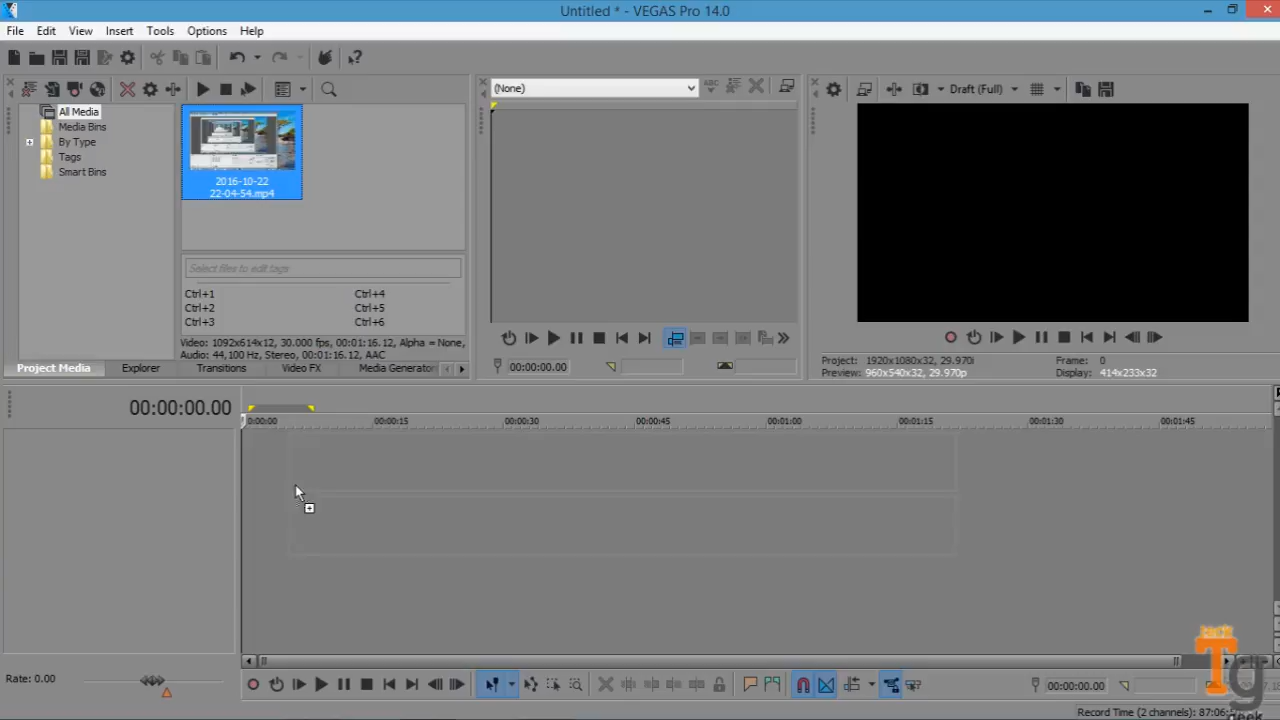 Untitled * - VEGAS Pro 14.0
File Edit View Insert Tools Options Help
(None)
Draft (Full)
All Media
Media Bins
By Type
Tags
Smart Bins
2016-10-22
22-04-54.mp4
Select files to edit tags
Ctrl+1 Ctrl+4
Ctrl+2 Ctrl+5
Ctrl+3 Ctrl+6
Video: 1092x614x12, 30.000 fps, 00:01:16.12, Alpha = None,
Audio: 44,100 Hz, Stereo, 00:01:16.12, AAC
Project Media Explorer Transitions Video FX Media Generator
00:00:00.00
Project: 1920x1080x32, 29.970i
Preview: 960x540x32, 29.970p
Frame: 0
Display: 414x233x32
00:00:00.00
0:00:00 00:00:15 00:00:30 00:00:45 00:01:00 00:01:15 00:01:30 00:01:45
Rate: 0.00
00:00:00.00
Record Time (2 channels): 87:06:
Tg
geek